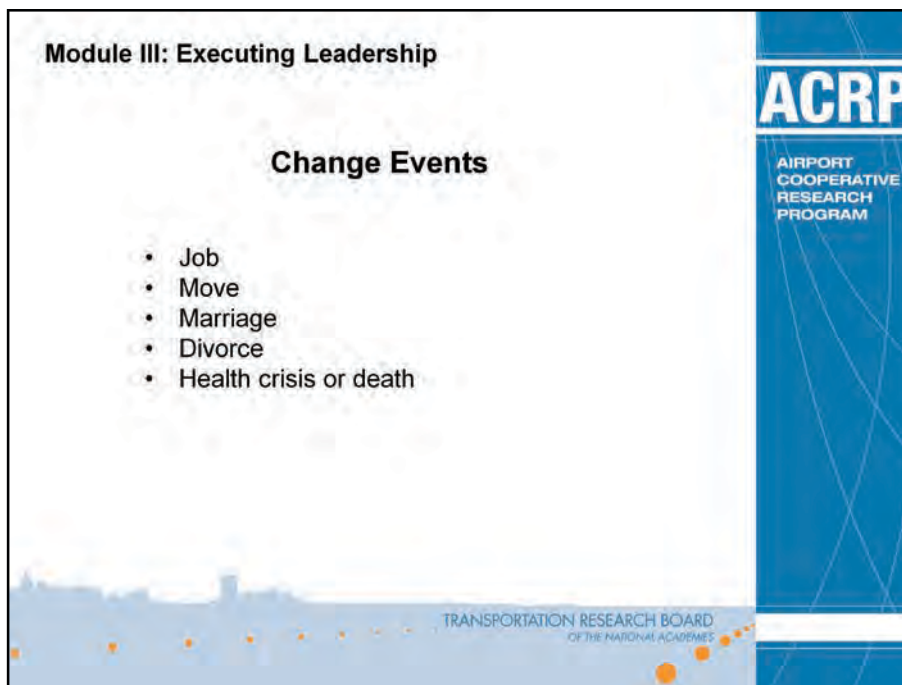 Module III: Executing Leadership
Change Events
• Job
• Move
• Marriage
• Divorce
• Health crisis or death
ACRP
AIRPORT
COOPERATIVE
RESEARCH
PROGRAM
TRANSPORTATION RESEARCH BOARD
OF THE NATIONAL ACADEMIES